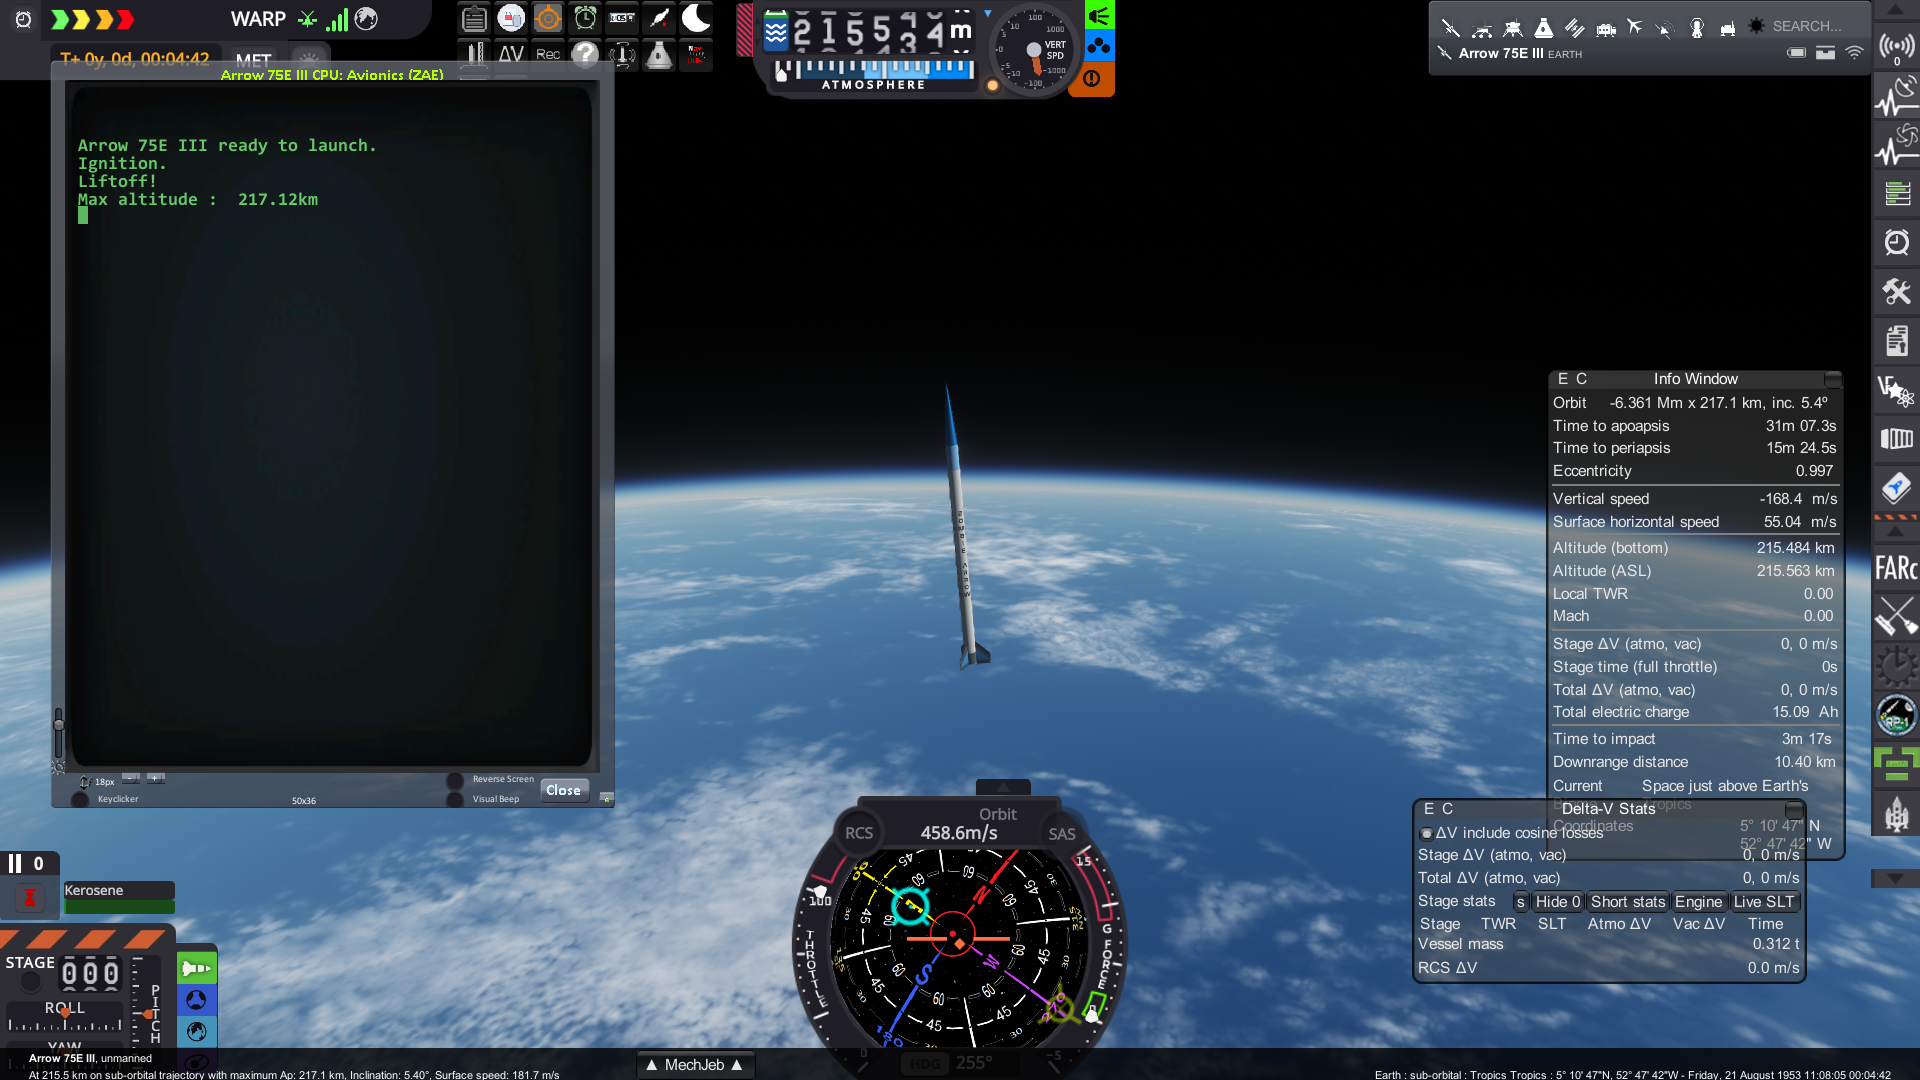 WARP
T+ 0y, 0d, 00:04:42
MET
Arrow 75E III CPU: Avionics (ZAE)
Arrow 75E III ready to launch.
Ignition.
Liftoff!
Max altitude :  217.12km
18px
Keyclicker
50x36
Reverse Screen
Visual Beep
Close
ΔV
Rec
m
ATMOSPHERE
VERT
SPD
SEARCH...
Arrow 75E III EARTH
0
FARc
RP-1
E C Info Window
Orbit -6.361 Mm x 217.1 km, inc. 5.4º
Time to apoapsis 31m 07.3s
Time to periapsis 15m 24.5s
Eccentricity 0.997
Vertical speed -168.4 m/s
Surface horizontal speed 55.04 m/s
Altitude (bottom) 215.484 km
Altitude (ASL) 215.563 km
Local TWR 0.00
Mach 0.00
Stage ΔV (atmo, vac) 0, 0 m/s
Stage time (full throttle) 0s
Total ΔV (atmo, vac) 0, 0 m/s
Total electric charge 15.09 Ah
Time to impact 3m 17s
Downrange distance 10.40 km
Current Space just above Earth's
Tropics
Coordinates 5° 10' 47" N
52° 47' 42" W
E C Delta-V Stats
ΔV include cosine losses
Stage ΔV (atmo, vac) 0, 0 m/s
Total ΔV (atmo, vac) 0, 0 m/s
Stage stats s Hide 0 Short stats Engine Live SLT
Stage TWR SLT Atmo ΔV Vac ΔV Time
Vessel mass 0.312 t
RCS ΔV 0.0 m/s
ZOMBIE ARROW
Orbit
RCS 458.6m/s SAS
THROTTLE
100
G FORCE
15
HDG 255°
MechJeb
0
Kerosene
STAGE 000
ROLL
PITCH
YAW
Arrow 75E III, unmanned
At 215.5 km on sub-orbital trajectory with maximum Ap: 217.1 km, Inclination: 5.40°, Surface speed: 181.7 m/s
Earth : sub-orbital : Tropics Tropics : 5° 10' 47"N, 52° 47' 42"W - Friday, 21 August 1953 11:08:05 00:04:42